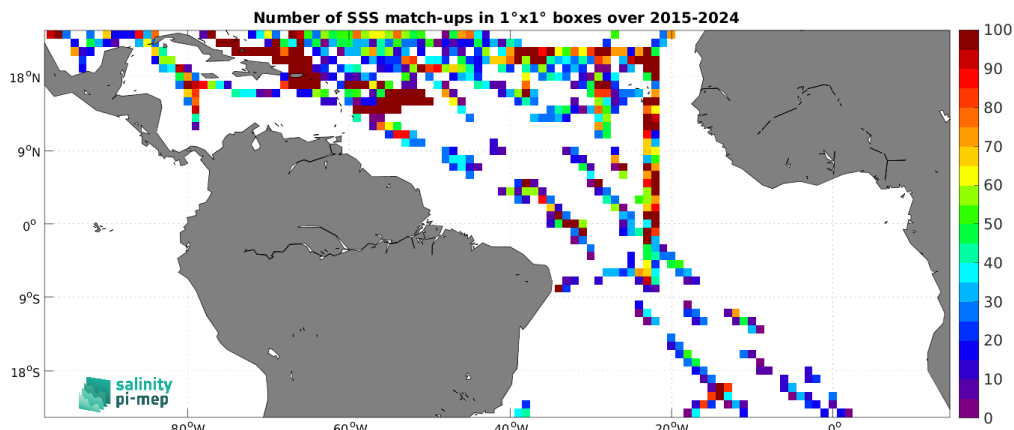 Number of SSS match-ups in 1°x1° boxes over 2015-2024
100
90
80
70
60
50
40
30
20
10
0
18°N
9°N
0°
9°S
18°S
80°W
60°W
40°W
20°W
0°
salinity
pi-mep